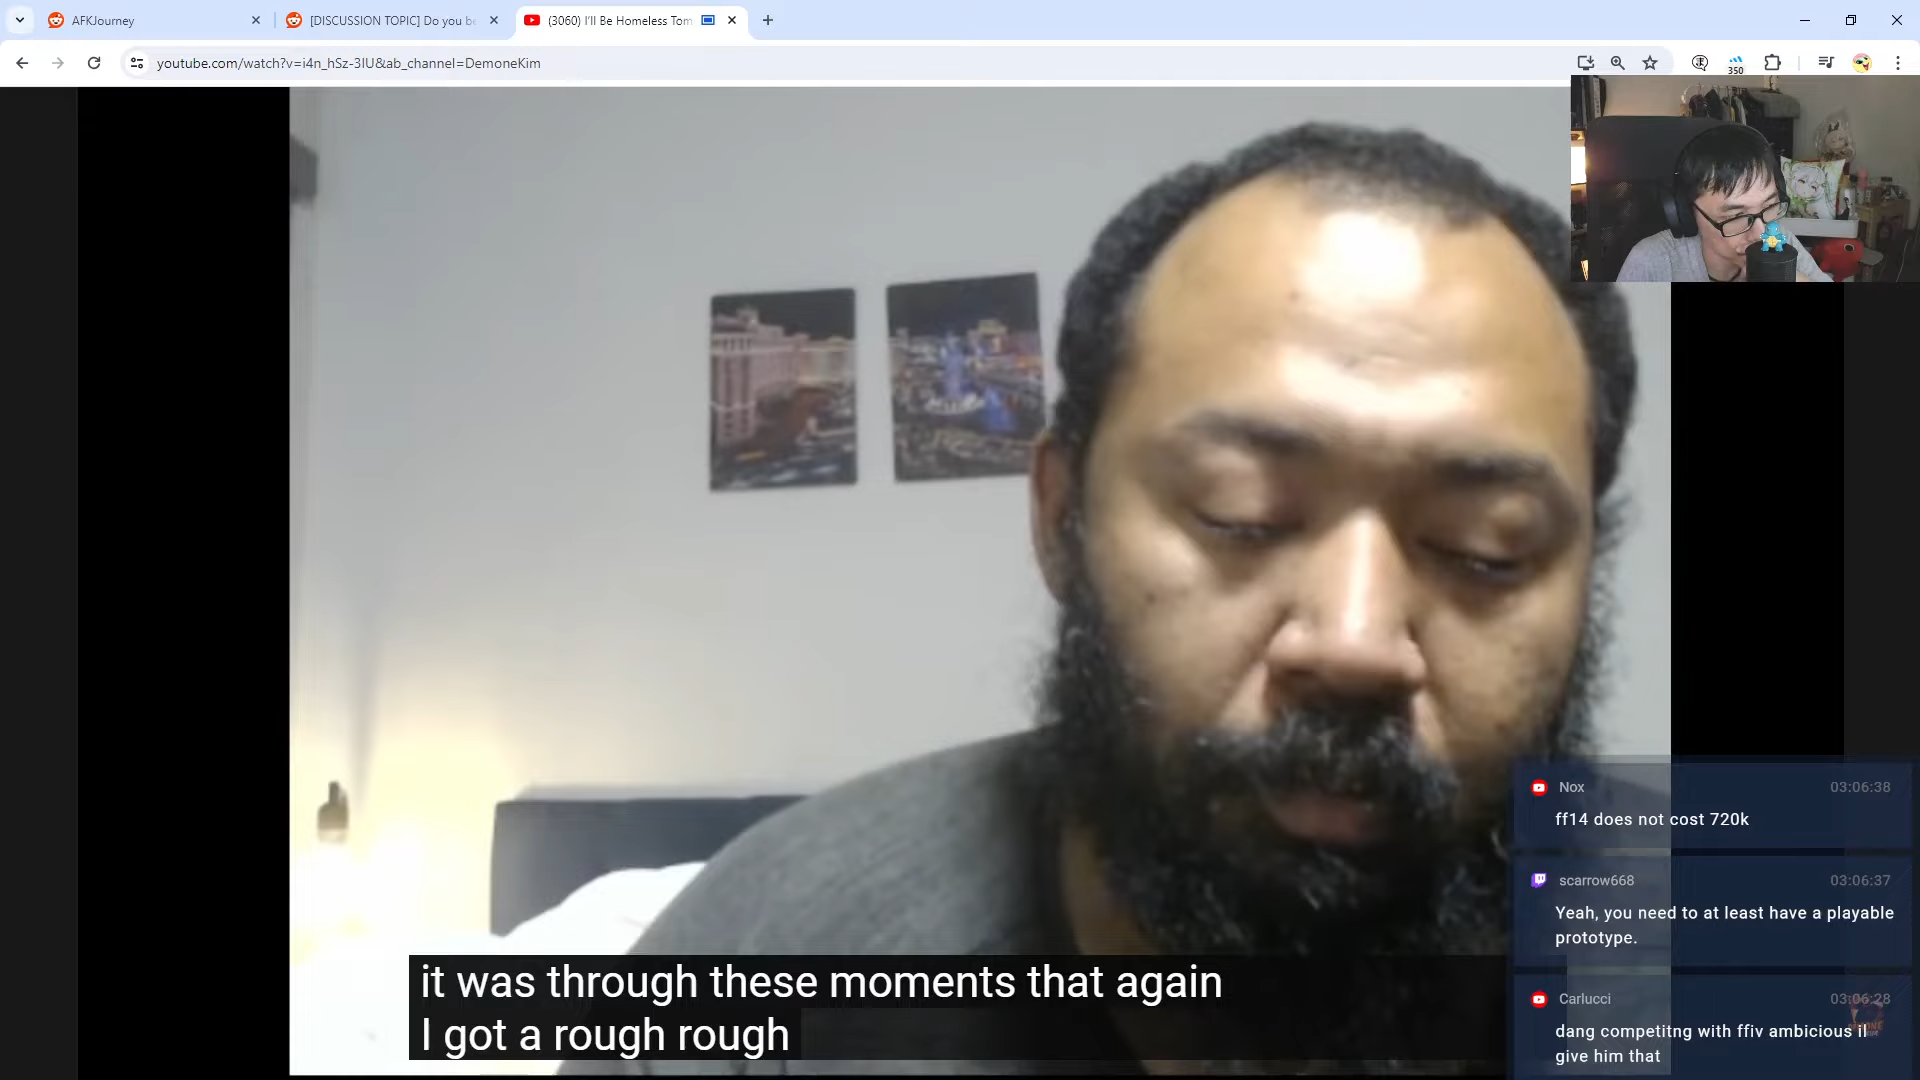 AFKJourney
[DISCUSSION TOPIC] Do you be
(3060) I'll Be Homeless Tom
youtube.com/watch?v=i4n_hSz-3IU&ab_channel=DemoneKim
350
Nox 03:06:38
ff14 does not cost 720k
scarrow668 03:06:37
Yeah, you need to at least have a playable
prototype.
Carlucci 03:06:28
dang competitng with ffiv ambicious il
give him that
it was through these moments that again
I got a rough rough